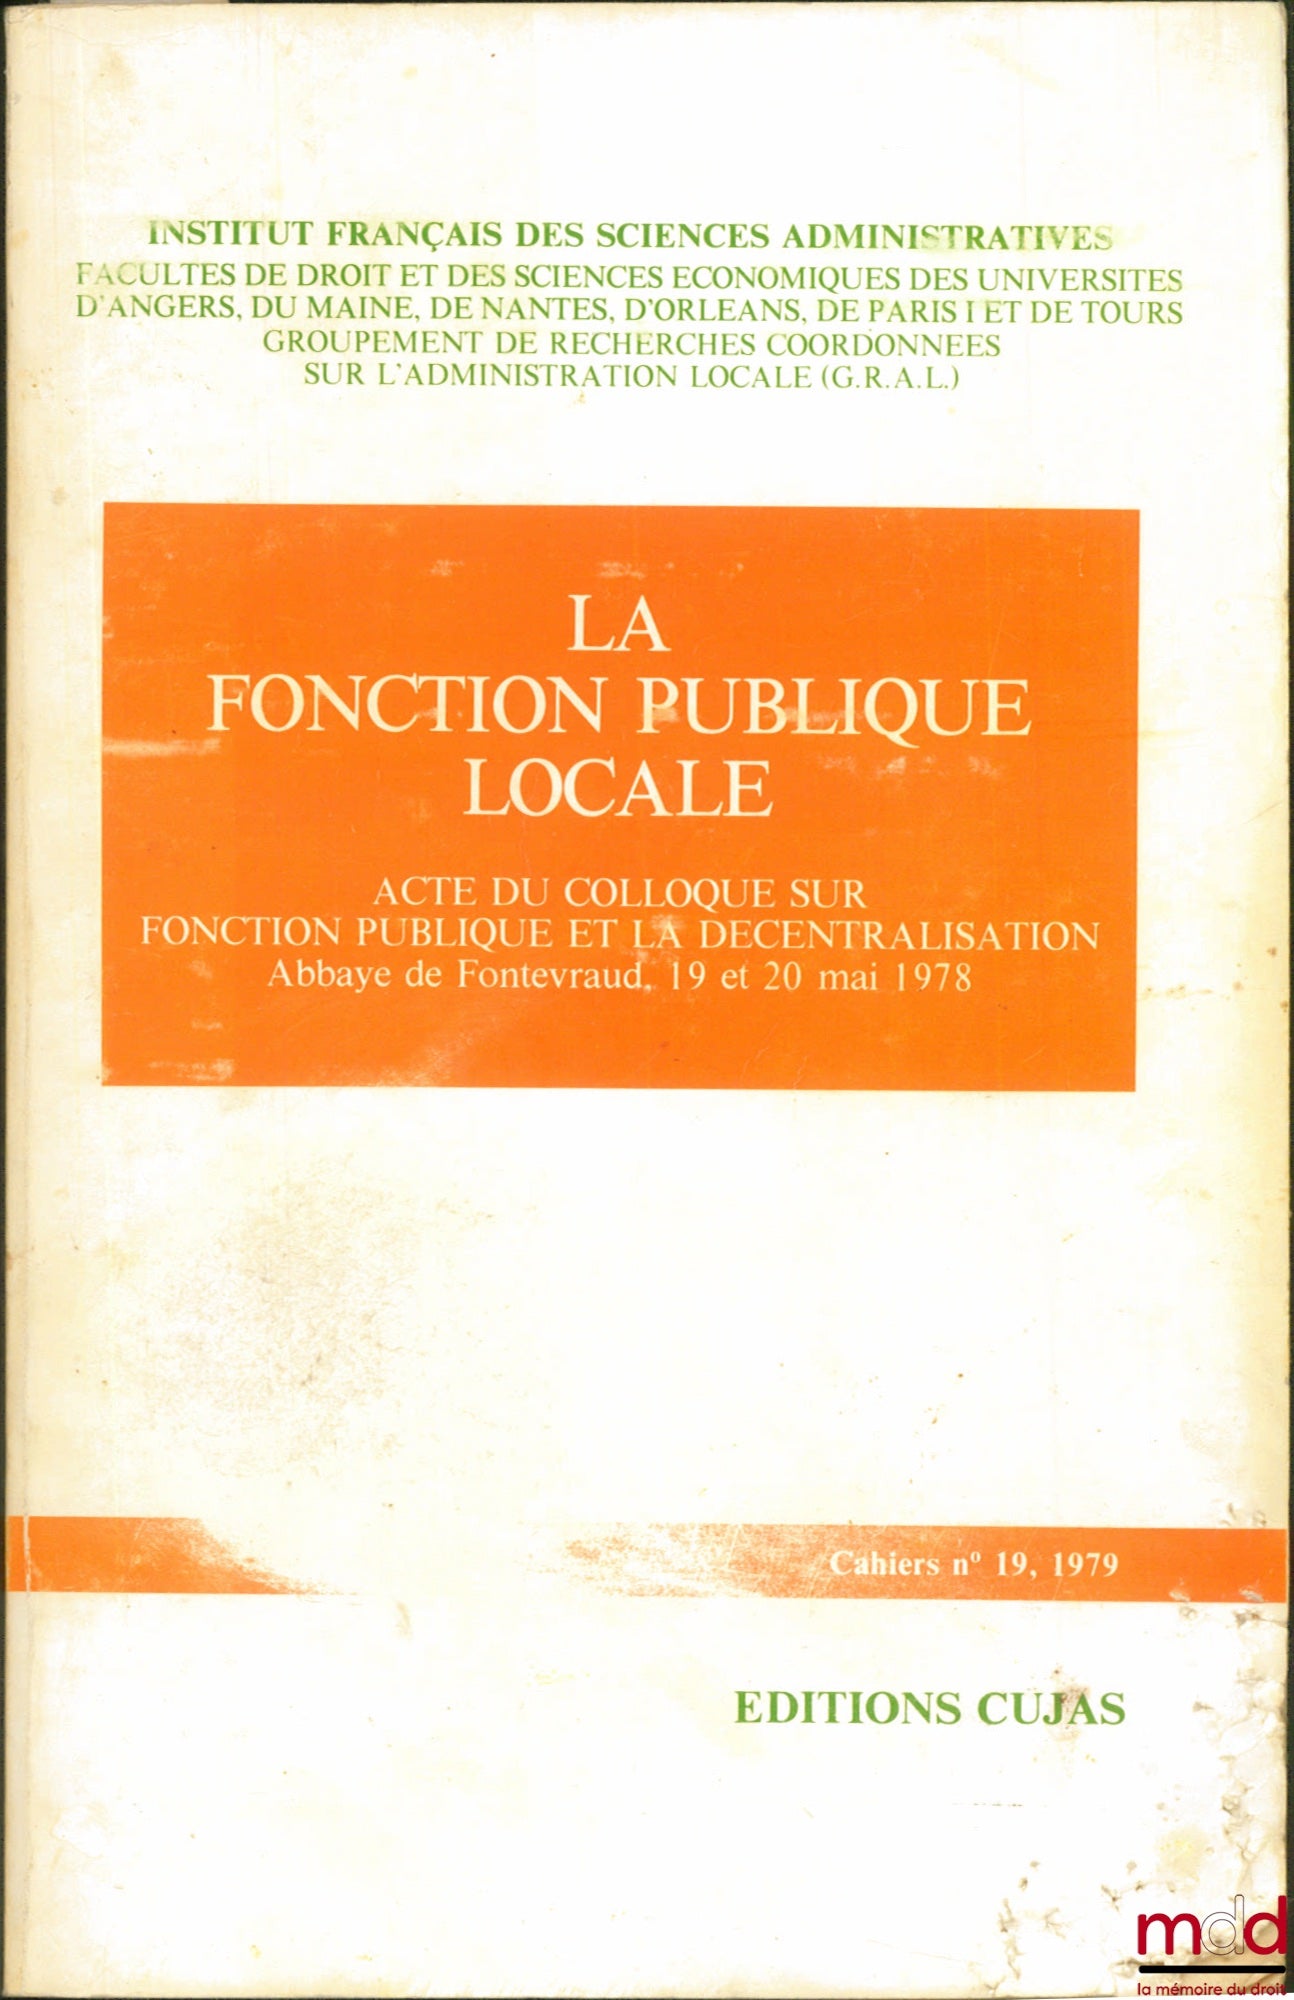 INSTITUT FRANÇAIS DES SCIENCES ADMINISTRATIVES
FACULTES DE DROIT ET DES SCIENCES ECONOMIQUES DES UNIVERSITES
D'ANGERS, DU MAINE, DE NANTES, D'ORLEANS, DE PARIS I ET DE TOURS
GROUPEMENT DE RECHERCHES COORDONNEES
SUR L'ADMINISTRATION LOCALE (G.R.A.L.)
LA
FONCTION PUBLIQUE
LOCALE
ACTE DU COLLOQUE SUR
FONCTION PUBLIQUE ET LA DECENTRALISATION
Abbaye de Fontevraud, 19 et 20 mai 1978
Cahiers nº 19, 1979
EDITIONS CUJAS
mdd
la mémoire du droit